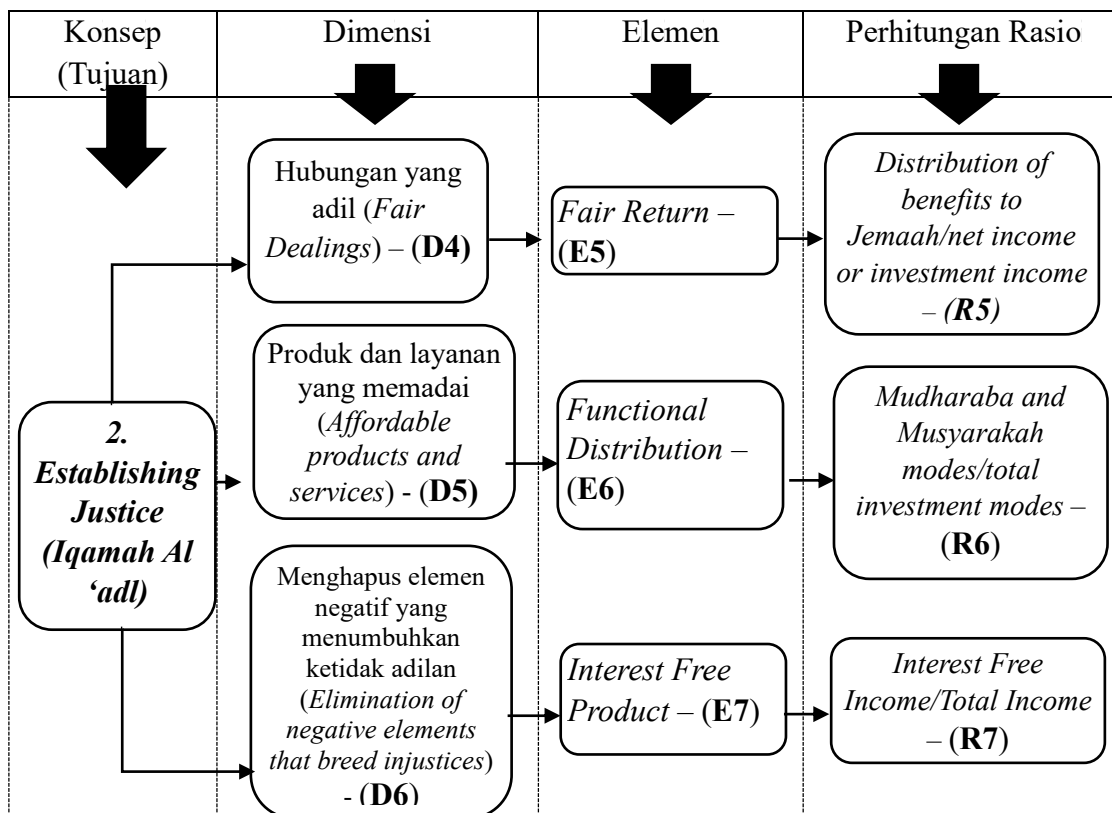 Konsep
(Tujuan)
Dimensi
Elemen
Perhitungan Rasio
2.
Establishing
Justice
(Iqamah Al
‘adl)
Hubungan yang
adil (Fair
Dealings) – (D4)
Fair Return –
(E5)
Distribution of
benefits to
Jemaah/net income
or investment income
– (R5)
Produk dan layanan
yang memadai
(Affordable
products and
services) - (D5)
Functional
Distribution –
(E6)
Mudharaba and
Musyarakah
modes/total
investment modes –
(R6)
Menghapus elemen
negatif yang
menumbuhkan
ketidak adilan
(Elimination of
negative elements
that breed injustices)
- (D6)
Interest Free
Product – (E7)
Interest Free
Income/Total Income
– (R7)